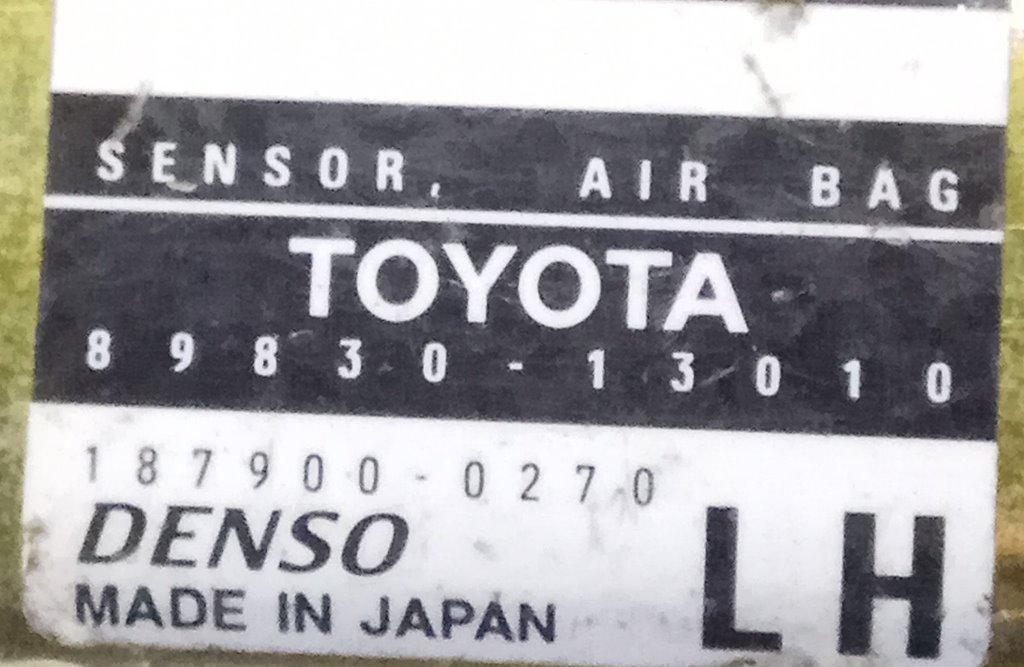 SENSOR, AIR BAG
TOYOTA
89830-13010
187900-0270
DENSO
MADE IN JAPAN
LH